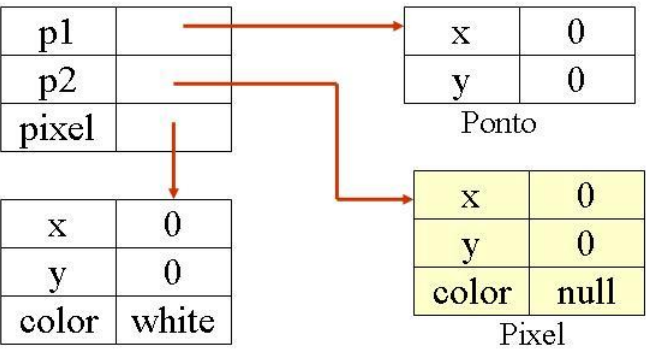 p1
p2
pixel
x 0
y 0
Ponto
x 0
y 0
color white
x 0
y 0
color null
Pixel